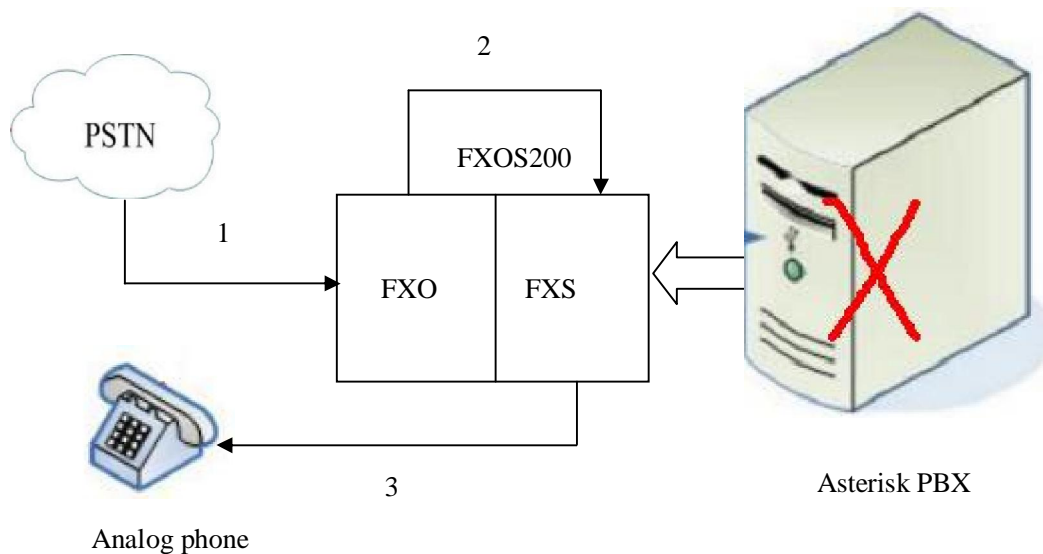 2
PSTN
FXOS200
1
FXO
FXS
3
Asterisk PBX
Analog phone